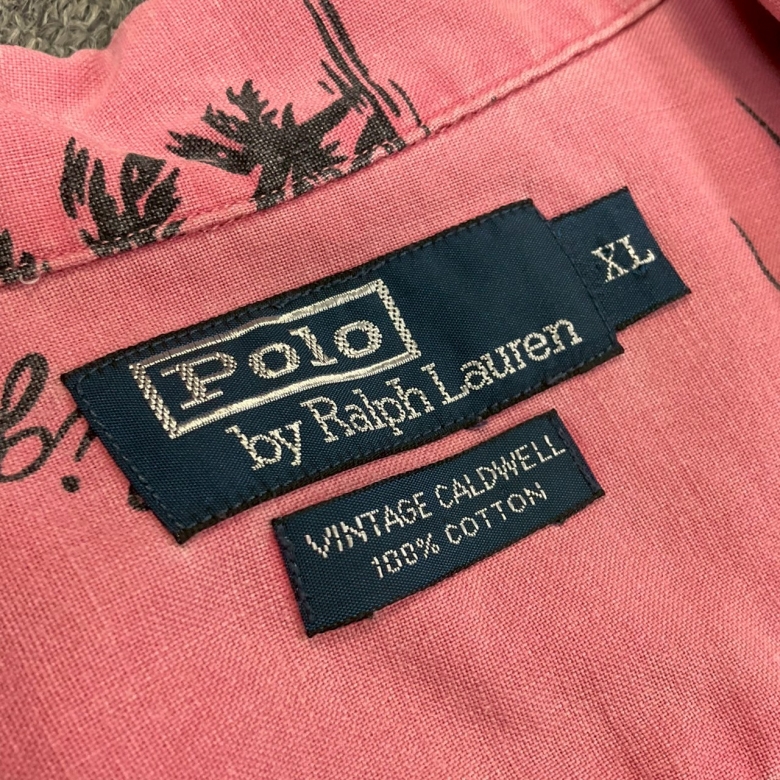 Polo
by Ralph Lauren
XL
VINTAGE CALDWELL
100% COTTON